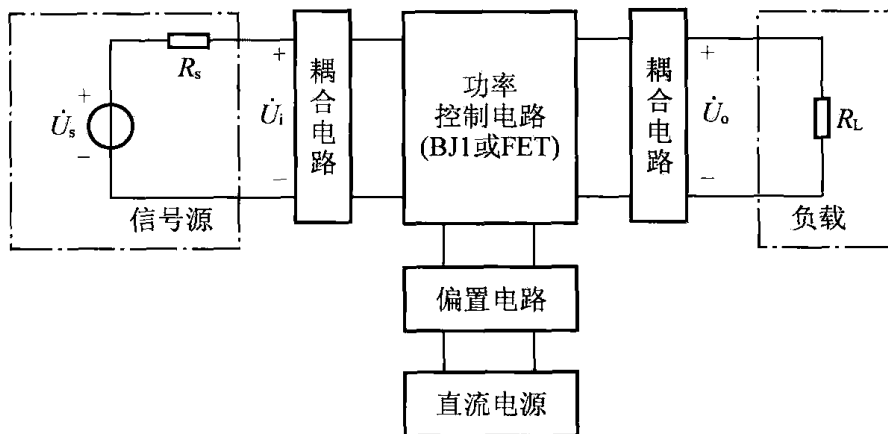 +
U̇s
−
Rs
信号源
+
U̇i
−
耦合电路
功率
控制电路
(BJ1或FET)
耦合电路
+
U̇o
−
RL
负载
偏置电路
直流电源